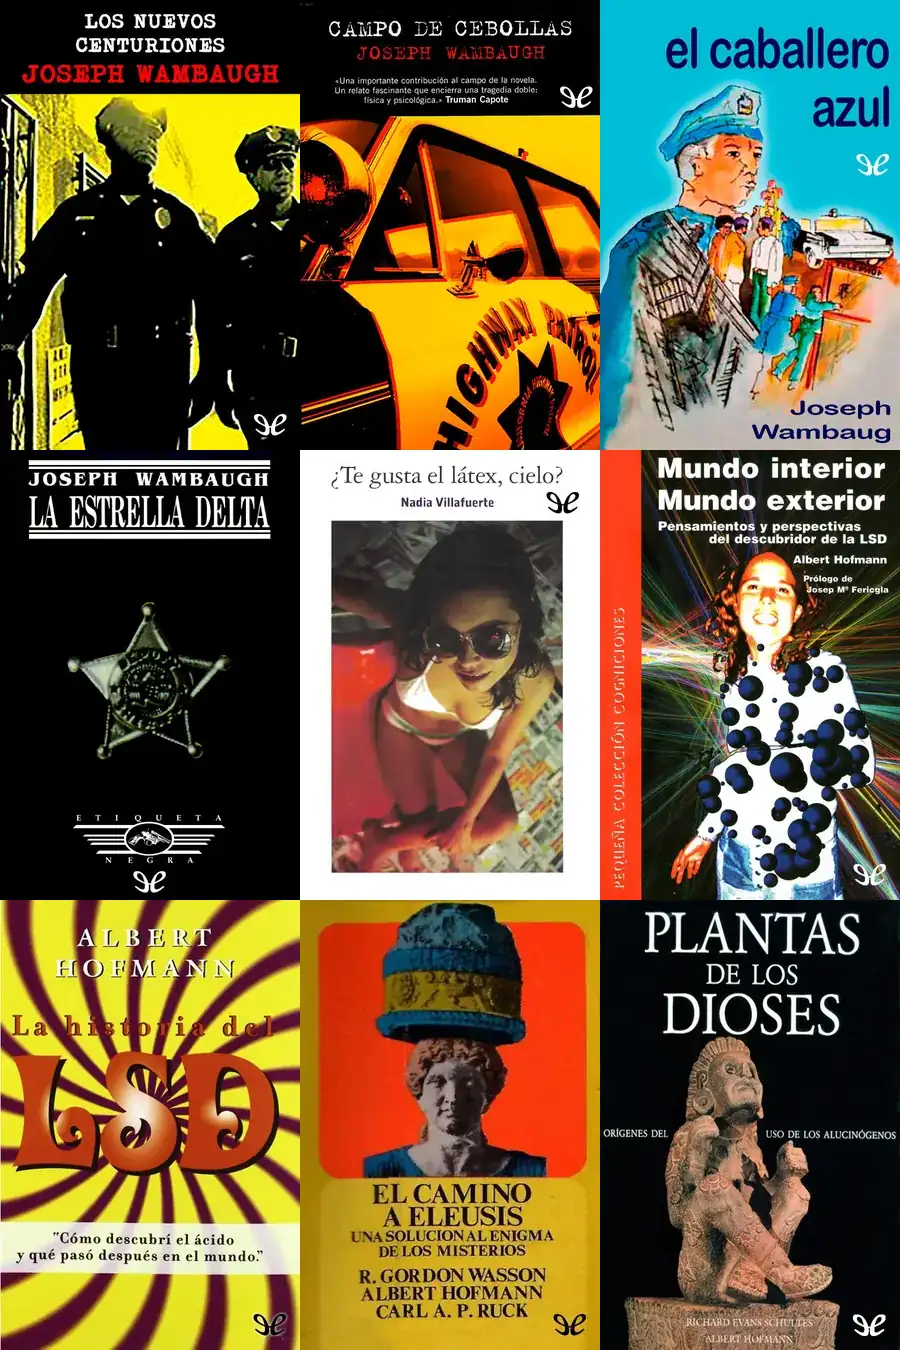 LOS NUEVOS
CENTURIONES
JOSEPH WAMBAUGH
CAMPO DE CEBOLLAS
JOSEPH WAMBAUGH
«Una importante contribución al campo de la novela.
Un relato fascinante que encierra una tragedia doble:
física y psicológica.» Truman Capote
HIGHWAY PATROL
el caballero
azul
TELEPHONE
Joseph
Wambaug
JOSEPH WAMBAUGH
LA ESTRELLA DELTA
ETIQUETA
NEGRA
¿Te gusta el látex, cielo?
Nadia Villafuerte
Mundo interior
Mundo exterior
Pensamientos y perspectivas
del descubridor de la LSD
Albert Hofmann
Prólogo de
Josep Mª Fericgla
PEQUEÑA COLECCIÓN COGNICIONES
ALBERT
HOFMANN
La historia del
LSD
"Cómo descubrí el ácido
y qué pasó después en el mundo."
EL CAMINO
A ELEUSIS
UNA SOLUCION AL ENIGMA
DE LOS MISTERIOS
R. GORDON WASSON
ALBERT HOFMANN
CARL A. P. RUCK
PLANTAS
DE LOS
DIOSES
ORÍGENES DEL USO DE LOS ALUCINÓGENOS
RICHARD EVANS SCHULTES
ALBERT HOFMANN